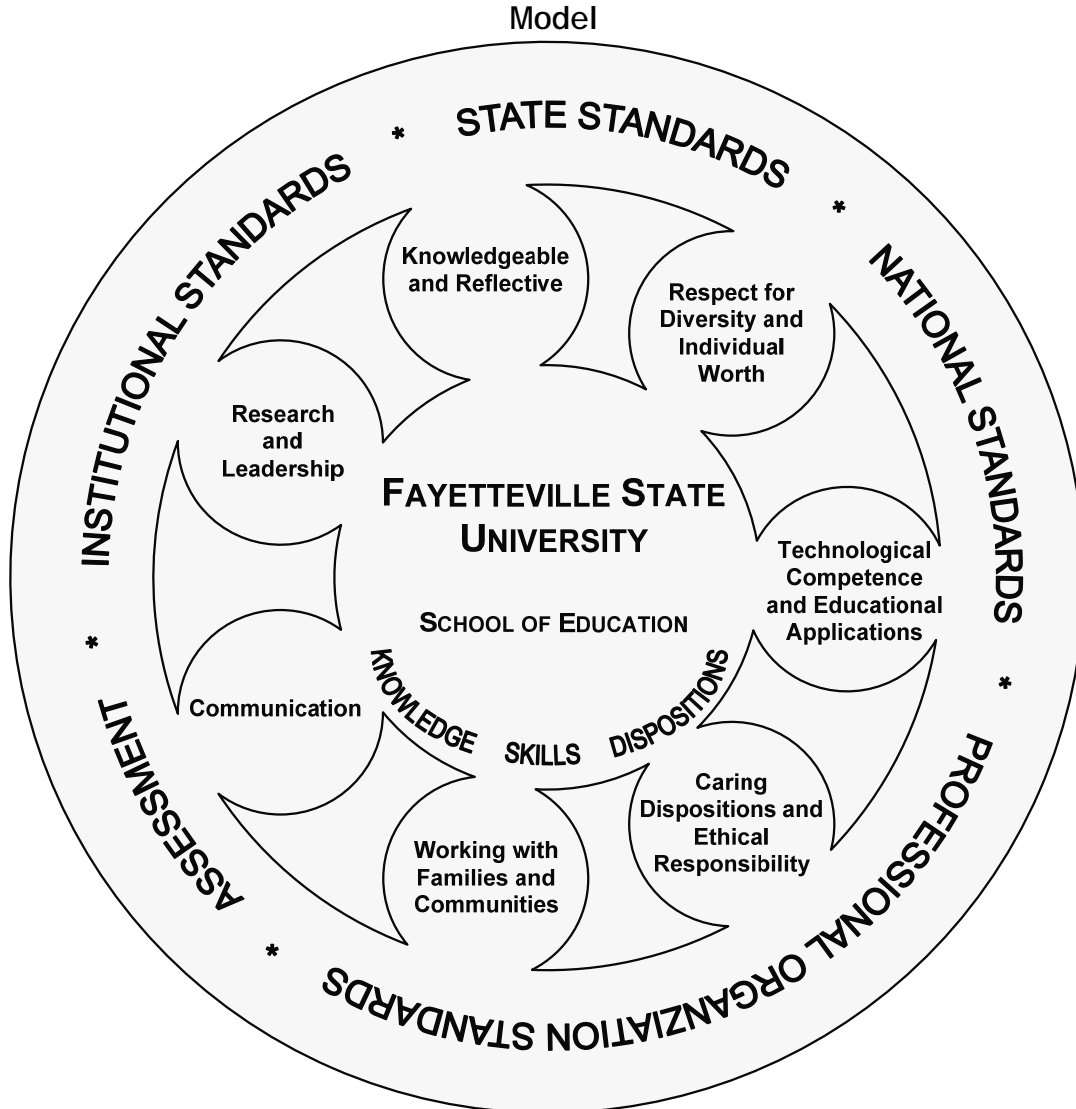 Model
INSTITUTIONAL STANDARDS * STATE STANDARDS * NATIONAL STANDARDS * PROFESSIONAL ORGANZIATION STANDARDS * ASSESSMENT *
Knowledgeable
and Reflective
Respect for
Diversity and
Individual
Worth
Technological
Competence
and Educational
Applications
Caring
Dispositions and
Ethical
Responsibility
Working with
Families and
Communities
Communication
Research
and
Leadership
FAYETTEVILLE STATE
UNIVERSITY
SCHOOL OF EDUCATION
KNOWLEDGE SKILLS DISPOSITIONS